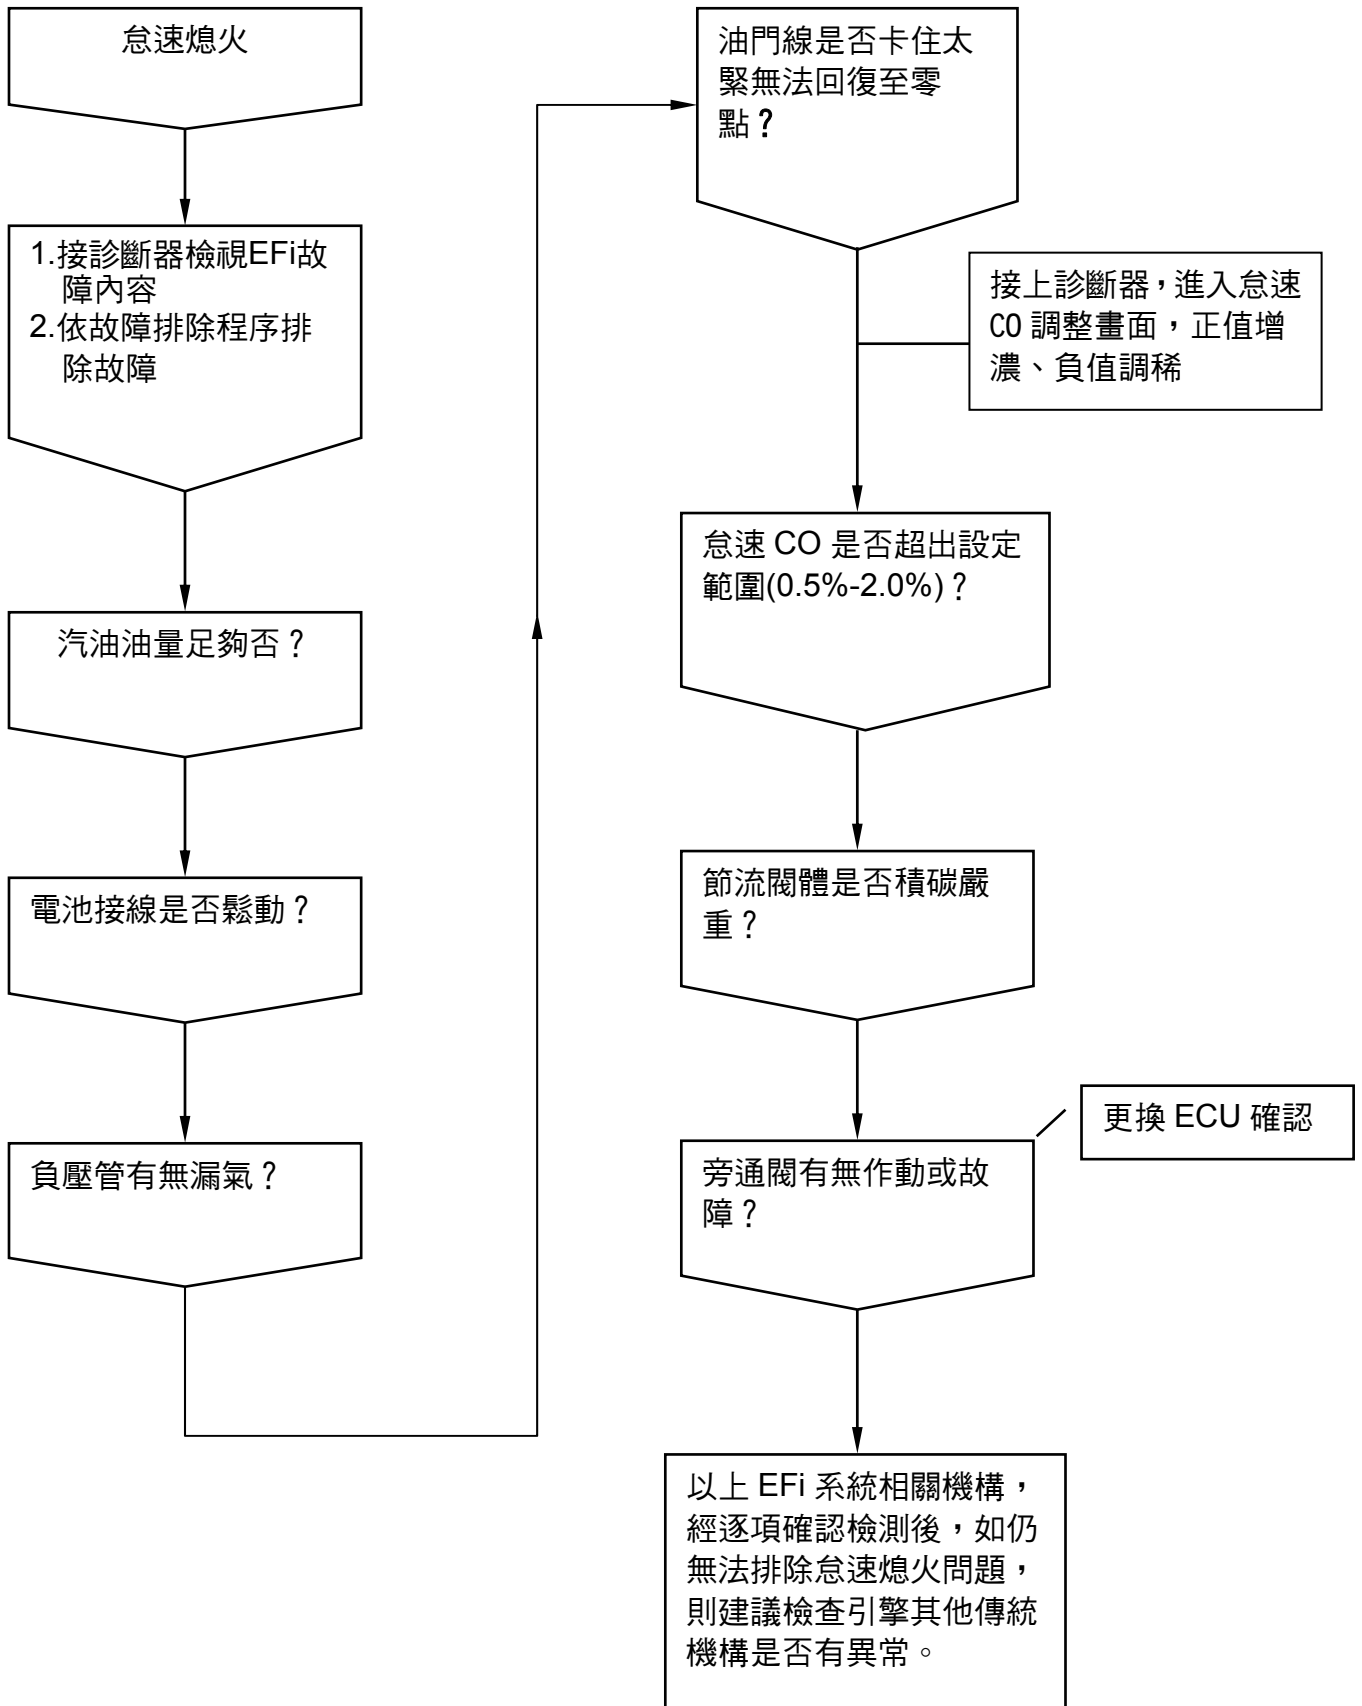 怠速熄火
1.接診斷器檢視EFi故
障內容
2.依故障排除程序排
除故障
汽油油量足夠否？
電池接線是否鬆動？
負壓管有無漏氣？
油門線是否卡住太
緊無法回復至零
點？
接上診斷器，進入怠速
CO 調整畫面，正值增
濃、負值調稀
怠速 CO 是否超出設定
範圍(0.5%-2.0%)？
節流閥體是否積碳嚴
重？
旁通閥有無作動或故
障？
更換 ECU 確認
以上 EFi 系統相關機構，
經逐項確認檢測後，如仍
無法排除怠速熄火問題，
則建議檢查引擎其他傳統
機構是否有異常。